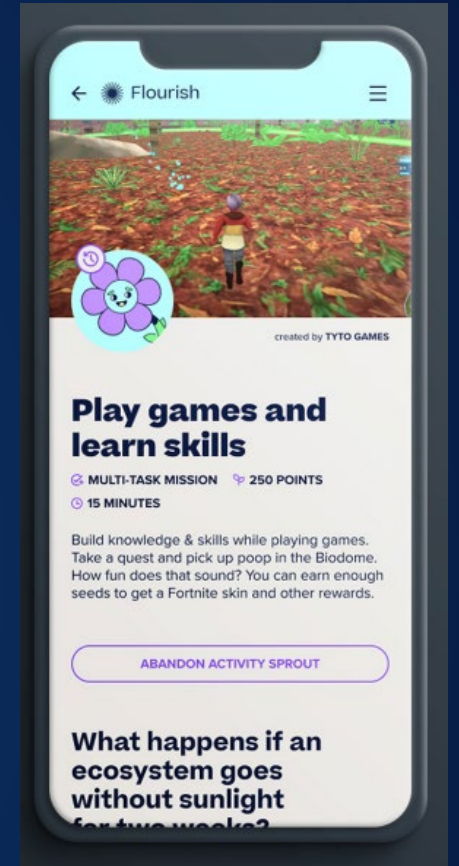 Flourish
created by TYTO GAMES
Play games and
learn skills
MULTI-TASK MISSION 250 POINTS
15 MINUTES
Build knowledge & skills while playing games.
Take a quest and pick up poop in the Biodome.
How fun does that sound? You can earn enough
seeds to get a Fortnite skin and other rewards.
ABANDON ACTIVITY SPROUT
What happens if an
ecosystem goes
without sunlight
for two weeks?